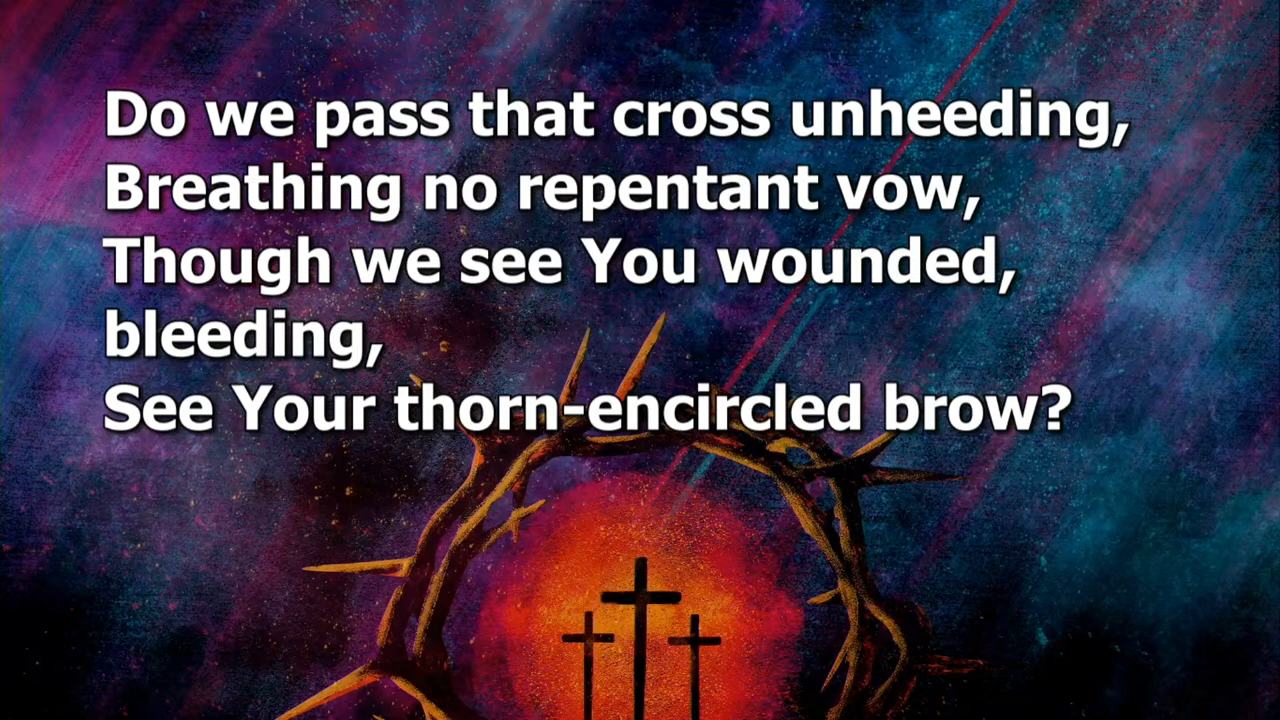 Do we pass that cross unheeding,
Breathing no repentant vow,
Though we see You wounded,
bleeding,
See Your thorn-encircled brow?